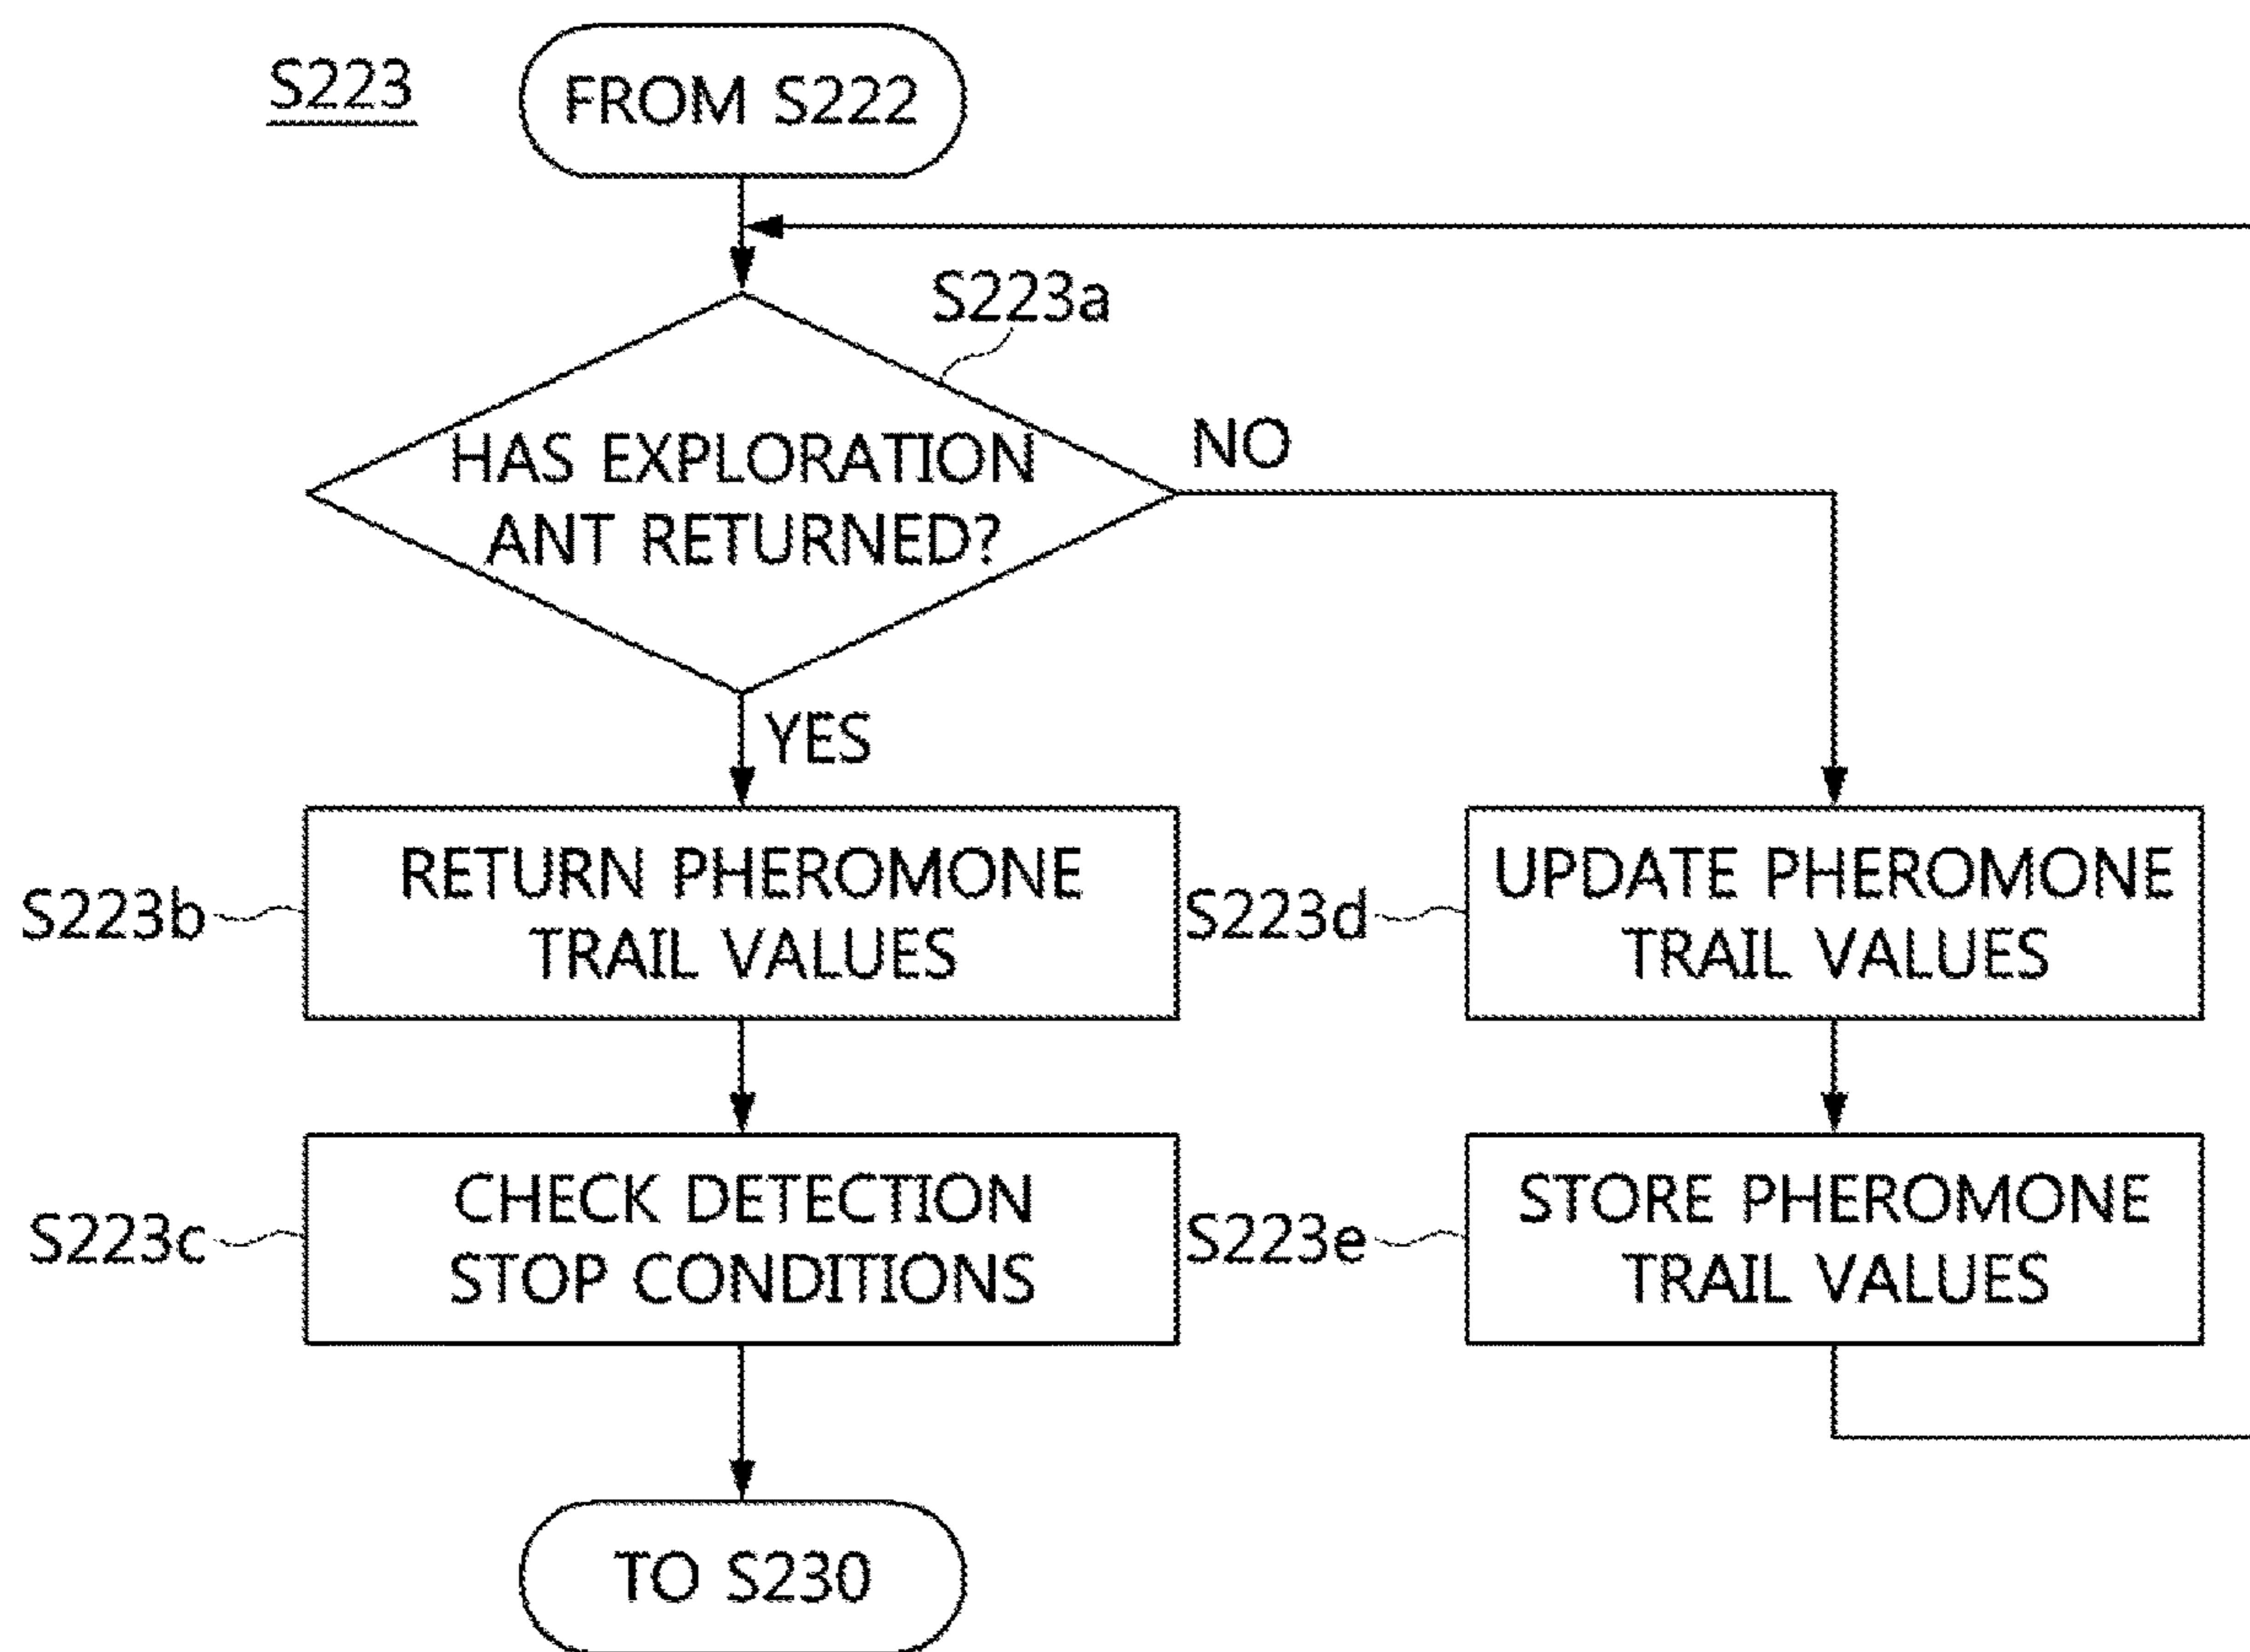 S223
FROM S222
S223a
HAS EXPLORATION
ANT RETURNED?
NO
YES
S223b
RETURN PHEROMONE
TRAIL VALUES
S223d
UPDATE PHEROMONE
TRAIL VALUES
S223c
CHECK DETECTION
STOP CONDITIONS
S223e
STORE PHEROMONE
TRAIL VALUES
TO S230